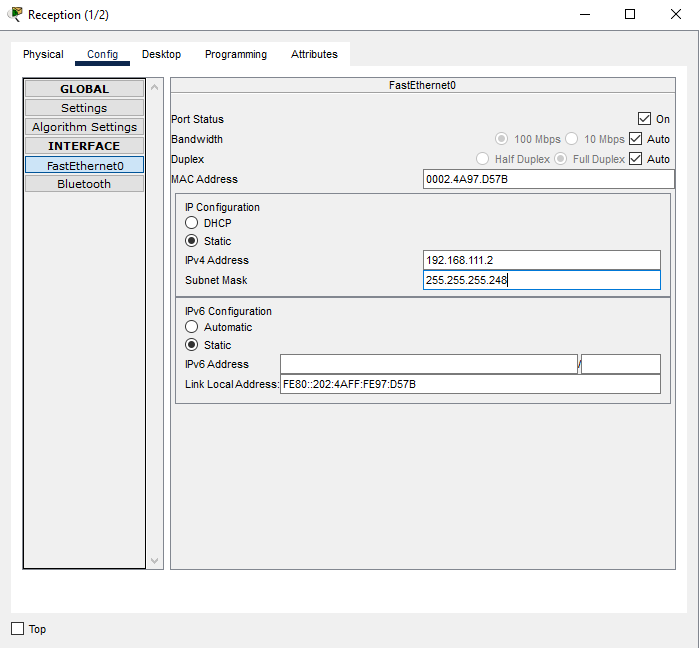 Reception (1/2)
Physical Config Desktop Programming Attributes
GLOBAL
Settings
Algorithm Settings
INTERFACE
FastEthernet0
Bluetooth
FastEthernet0
Port Status On
Bandwidth 100 Mbps 10 Mbps Auto
Duplex Half Duplex Full Duplex Auto
MAC Address 0002.4A97.D57B
IP Configuration
DHCP
Static
IPv4 Address 192.168.111.2
Subnet Mask 255.255.255.248
IPv6 Configuration
Automatic
Static
IPv6 Address /
Link Local Address: FE80::202:4AFF:FE97:D57B
Top